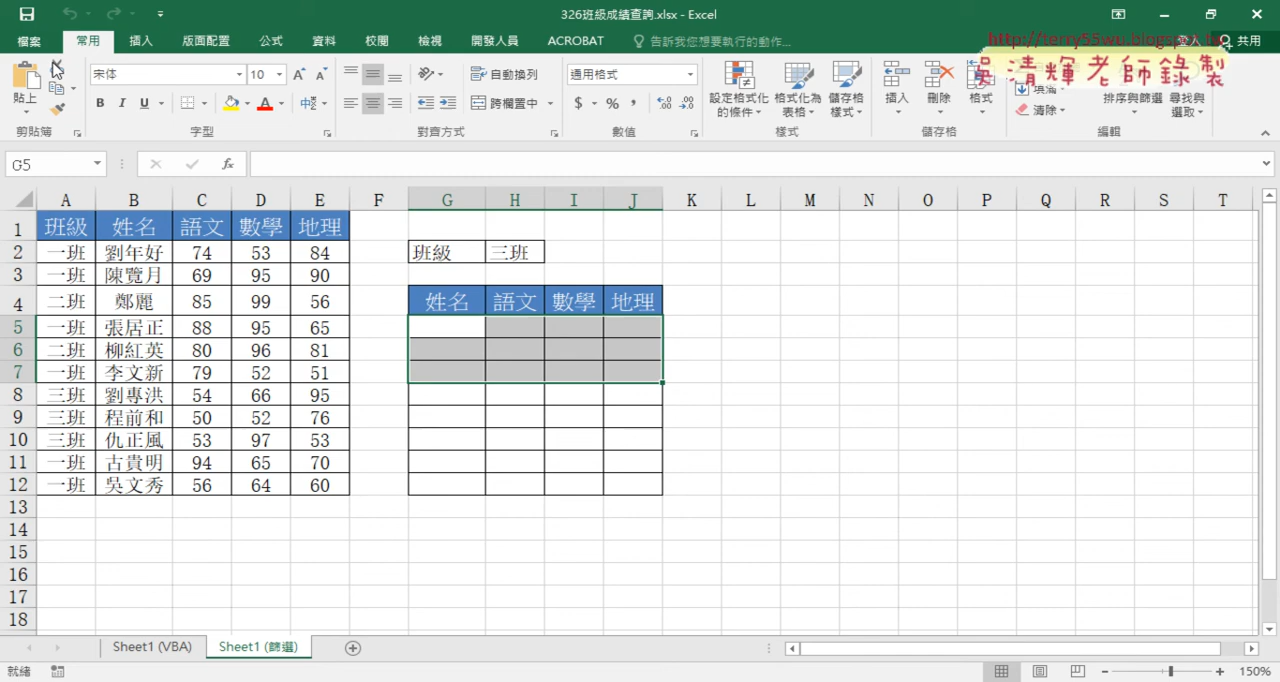 326班級成績查詢.xlsx - Excel
檔案 常用 插入 版面配置 公式 資料 校閱 檢視 開發人員 ACROBAT 告訴我您想要執行的動作... 登入 共用
http://terry55wu.blogspot.tw
吳清輝老師錄製
宋体 10 自動換列 通用格式
貼上 B I U 跨欄置中 $ % 設定格式化的條件 格式化為表格 儲存格樣式 插入 刪除 格式 填滿 清除 排序與篩選 尋找與選取
剪貼簿 字型 對齊方式 數值 樣式 儲存格 編輯
G5 fx
A B C D E F G H I J K L M N O P Q R S T
1 班級 姓名 語文 數學 地理
2 一班 劉年好 74 53 84 班級 三班
3 一班 陳覽月 69 95 90
4 二班 鄭麗 85 99 56 姓名 語文 數學 地理
5 一班 張居正 88 95 65
6 二班 柳紅英 80 96 81
7 一班 李文新 79 52 51
8 三班 劉專洪 54 66 95
9 三班 程前和 50 52 76
10 三班 仇正風 53 97 53
11 一班 古貴明 94 65 70
12 一班 吳文秀 56 64 60
13
14
15
16
17
18
Sheet1 (VBA) Sheet1 (篩選)
就緒 150%